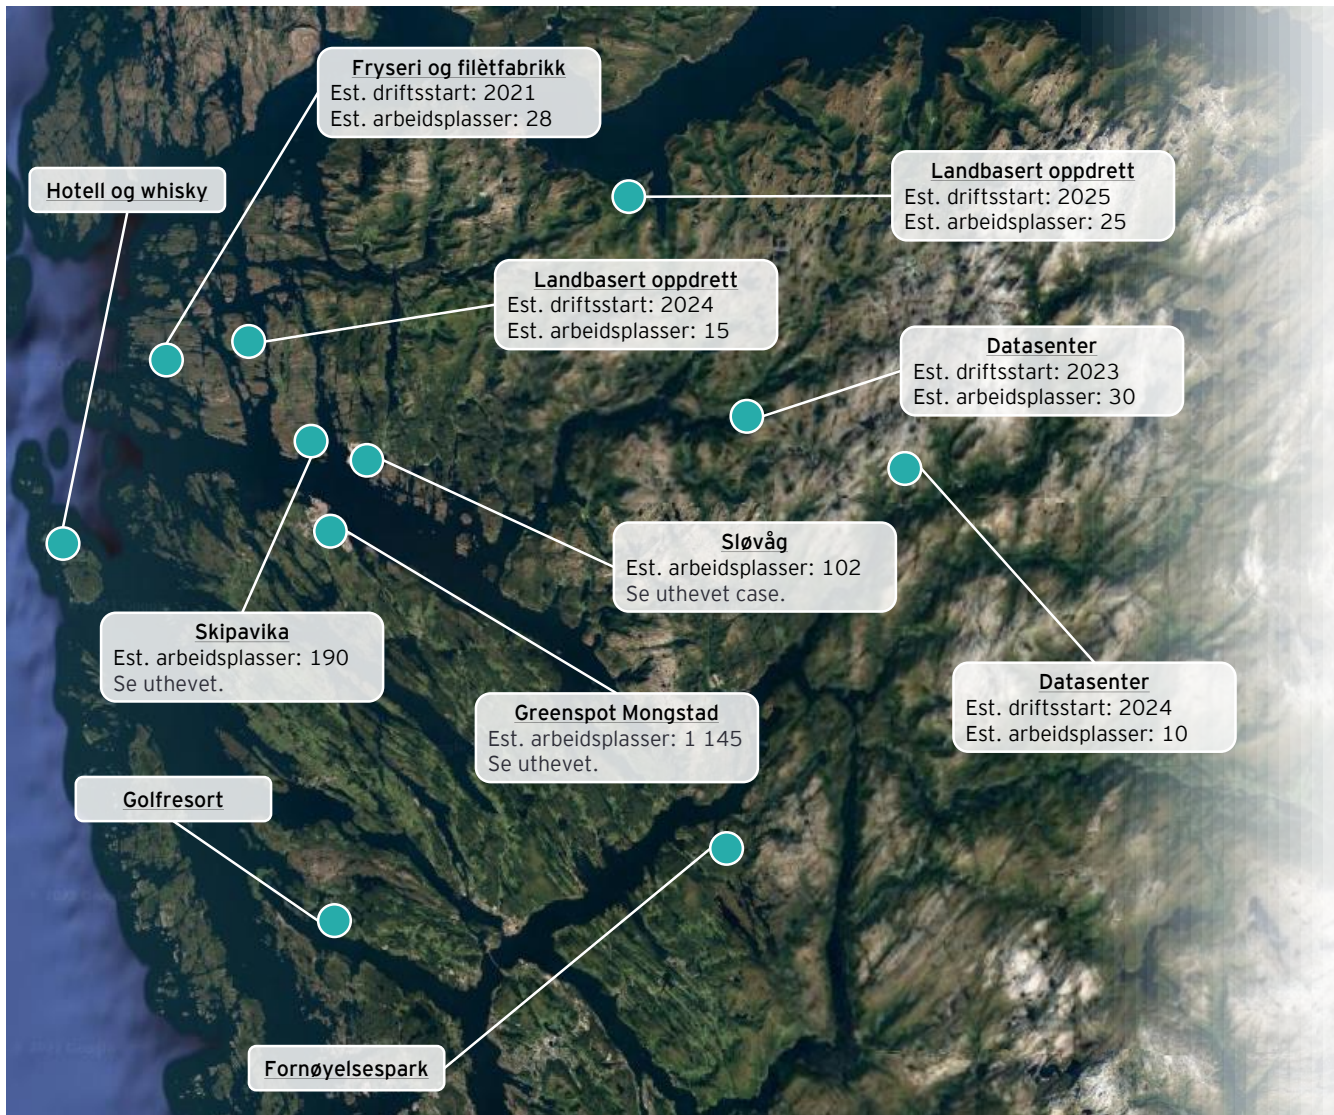 Fryseri og filètfabrikk
Est. driftsstart: 2021
Est. arbeidsplasser: 28
Hotell og whisky
Landbasert oppdrett
Est. driftsstart: 2025
Est. arbeidsplasser: 25
Landbasert oppdrett
Est. driftsstart: 2024
Est. arbeidsplasser: 15
Datasenter
Est. driftsstart: 2023
Est. arbeidsplasser: 30
Sløvåg
Est. arbeidsplasser: 102
Se uthevet case.
Skipavika
Est. arbeidsplasser: 190
Se uthevet.
Datasenter
Est. driftsstart: 2024
Est. arbeidsplasser: 10
Greenspot Mongstad
Est. arbeidsplasser: 1 145
Se uthevet.
Golfresort
Fornøyelsespark